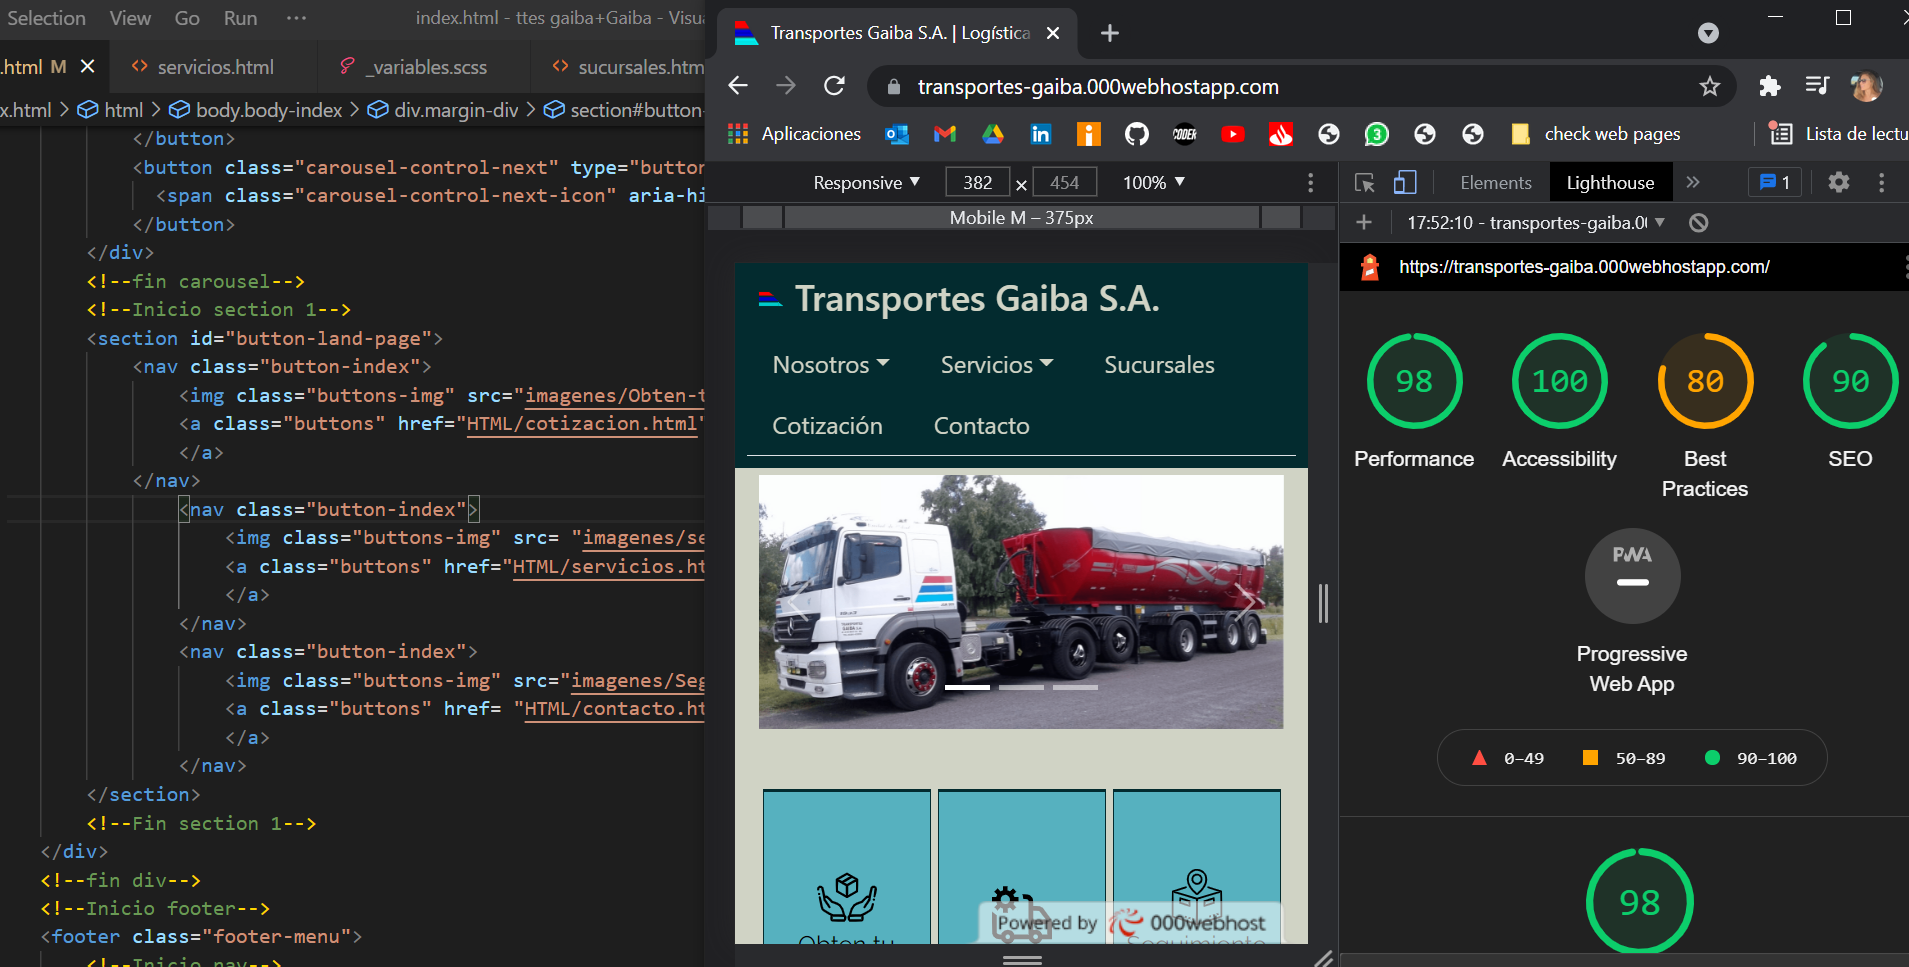 Selection View Go Run ··· index.html - ttes gaiba+Gaiba - Visu
.html M
servicios.html
_variables.scss
sucursales.htm
x.html > html > body.body-index > div.margin-div > section#button-
</button>
<button class="carousel-control-next" type="button
<span class="carousel-control-next-icon" aria-hi
</button>
</div>
<!--fin carousel-->
<!--Inicio section 1-->
<section id="button-land-page">
<nav class="button-index">
<img class="buttons-img" src="imagenes/Obten-t
<a class="buttons" href="HTML/cotizacion.html"
</a>
</nav>
<nav class="button-index">
<img class="buttons-img" src= "imagenes/se
<a class="buttons" href="HTML/servicios.ht
</a>
</nav>
<nav class="button-index">
<img class="buttons-img" src="imagenes/Seg
<a class="buttons" href= "HTML/contacto.ht
</a>
</nav>
</section>
<!--Fin section 1-->
</div>
<!--fin div-->
<!--Inicio footer-->
<footer class="footer-menu">
<!--Inicio nav-->
Transportes Gaiba S.A. | Logística
transportes-gaiba.000webhostapp.com
Aplicaciones
CODER
3
check web pages
Lista de lectu
Responsive 382 x 454 100%
Mobile M – 375px
Transportes Gaiba S.A.
Nosotros Servicios Sucursales
Cotización Contacto
Obten tu
Seguimiento
Powered by 000webhost
Elements Lighthouse » 1
17:52:10 - transportes-gaiba.0
https://transportes-gaiba.000webhostapp.com/
98 100 80 90
Performance Accessibility Best Practices SEO
PWA
Progressive
Web App
0–49 50–89 90–100
98